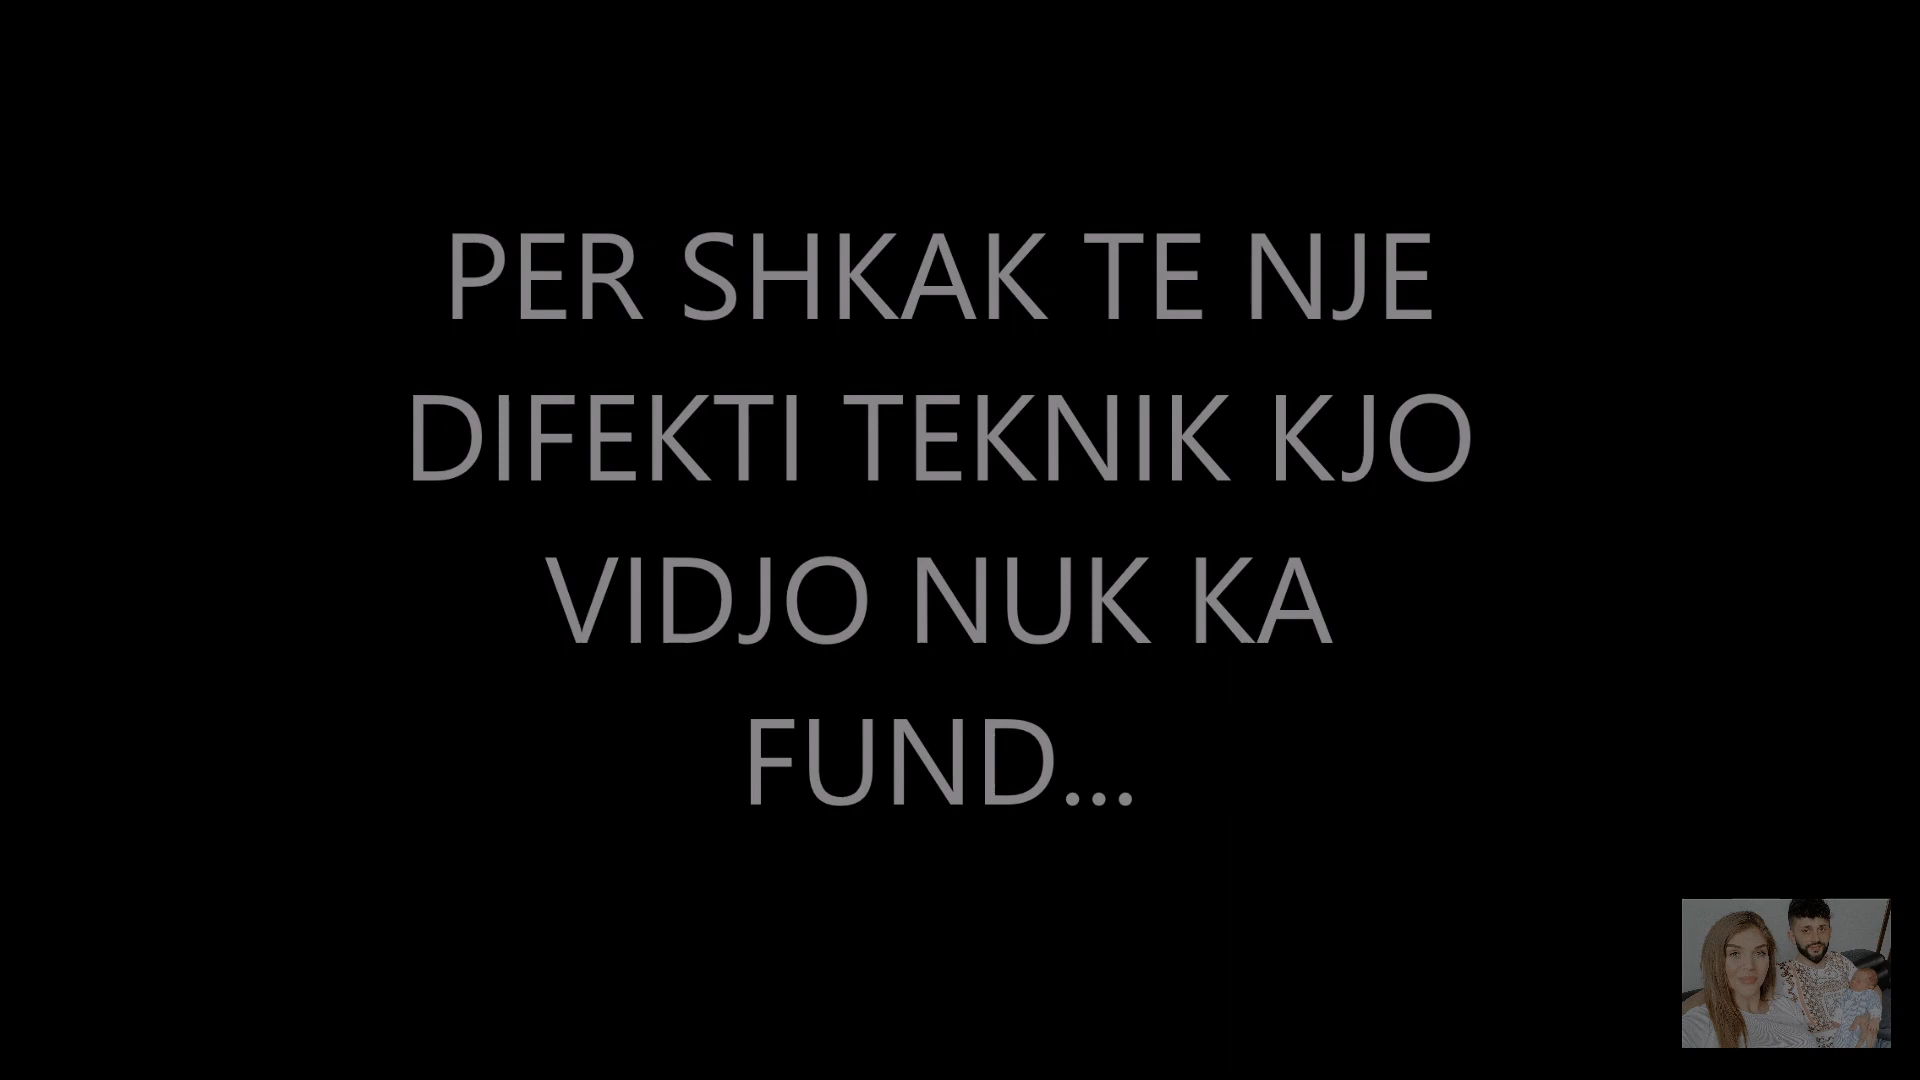 PER SHKAK TE NJE
DIFEKTI TEKNIK KJO
VIDJO NUK KA
FUND...